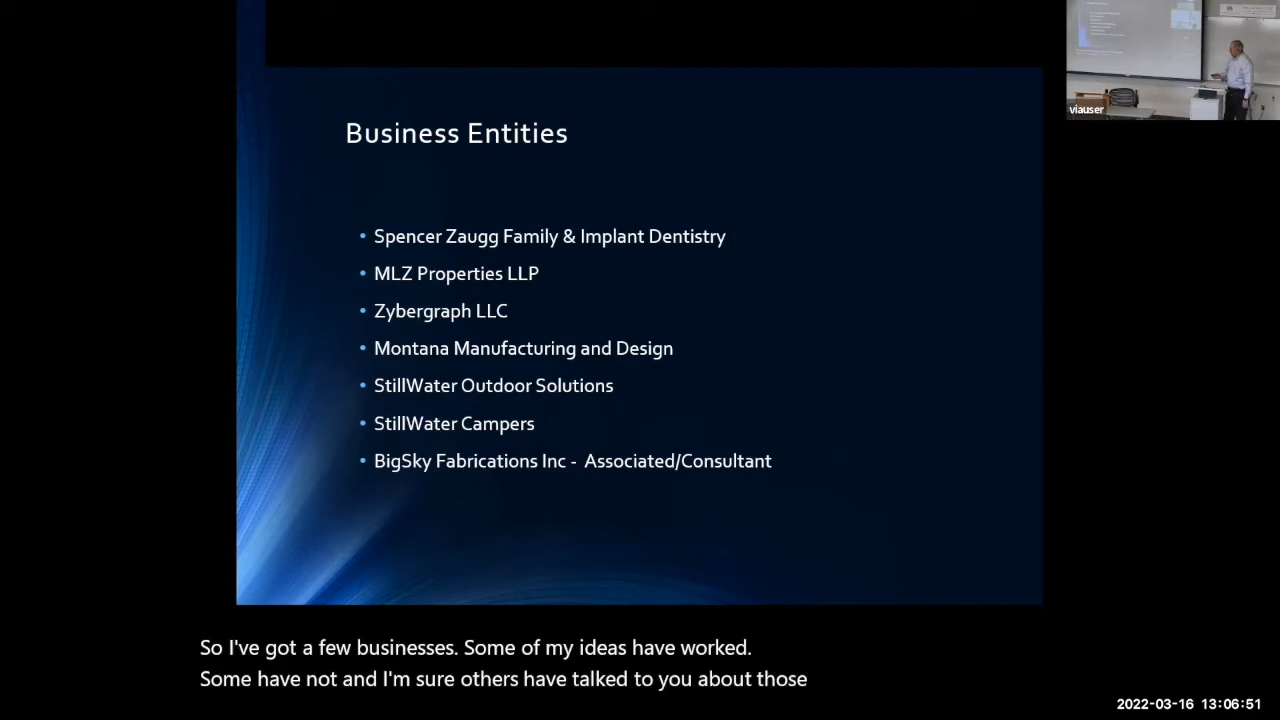 Business Entities
• Spencer Zaugg Family & Implant Dentistry
• MLZ Properties LLP
• Zybergraph LLC
• Montana Manufacturing and Design
• StillWater Outdoor Solutions
• StillWater Campers
• BigSky Fabrications Inc - Associated/Consultant
viauser
So I've got a few businesses. Some of my ideas have worked.
Some have not and I'm sure others have talked to you about those
2022-03-16 13:06:51